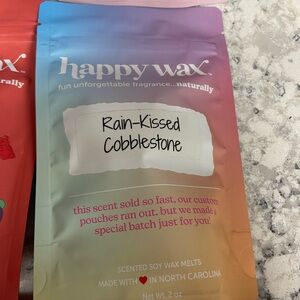 happy wax
fun unforgettable fragrance...naturally
Rain-Kissed
Cobblestone
this scent sold so fast, our custom
pouches ran out. but we made a
special batch just for you!
SCENTED SOY WAX MELTS
MADE WITH ❤ IN NORTH CAROLINA
Net wt. 2 oz
ax
rally